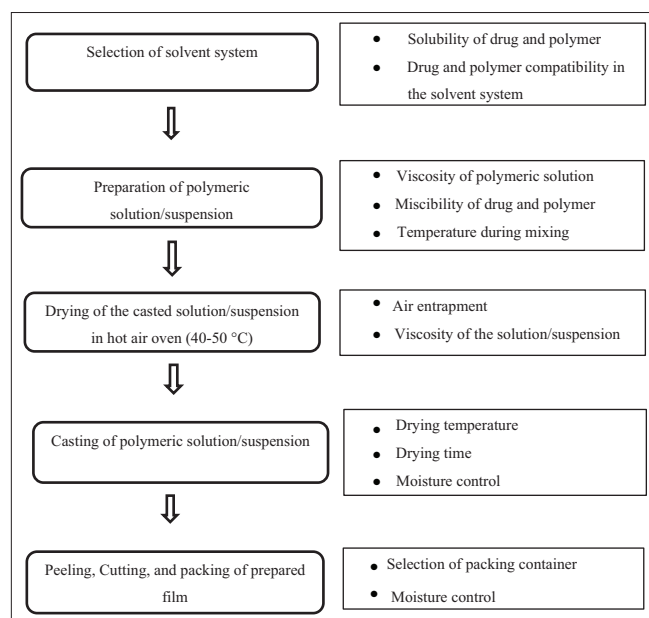 Selection of solvent system
• Solubility of drug and polymer
• Drug and polymer compatibility in
the solvent system
Preparation of polymeric
solution/suspension
• Viscosity of polymeric solution
• Miscibility of drug and polymer
• Temperature during mixing
Drying of the casted solution/suspension
in hot air oven (40-50 °C)
• Air entrapment
• Viscosity of the solution/suspension
Casting of polymeric solution/suspension
• Drying temperature
• Drying time
• Moisture control
Peeling, Cutting, and packing of prepared
film
• Selection of packing container
• Moisture control